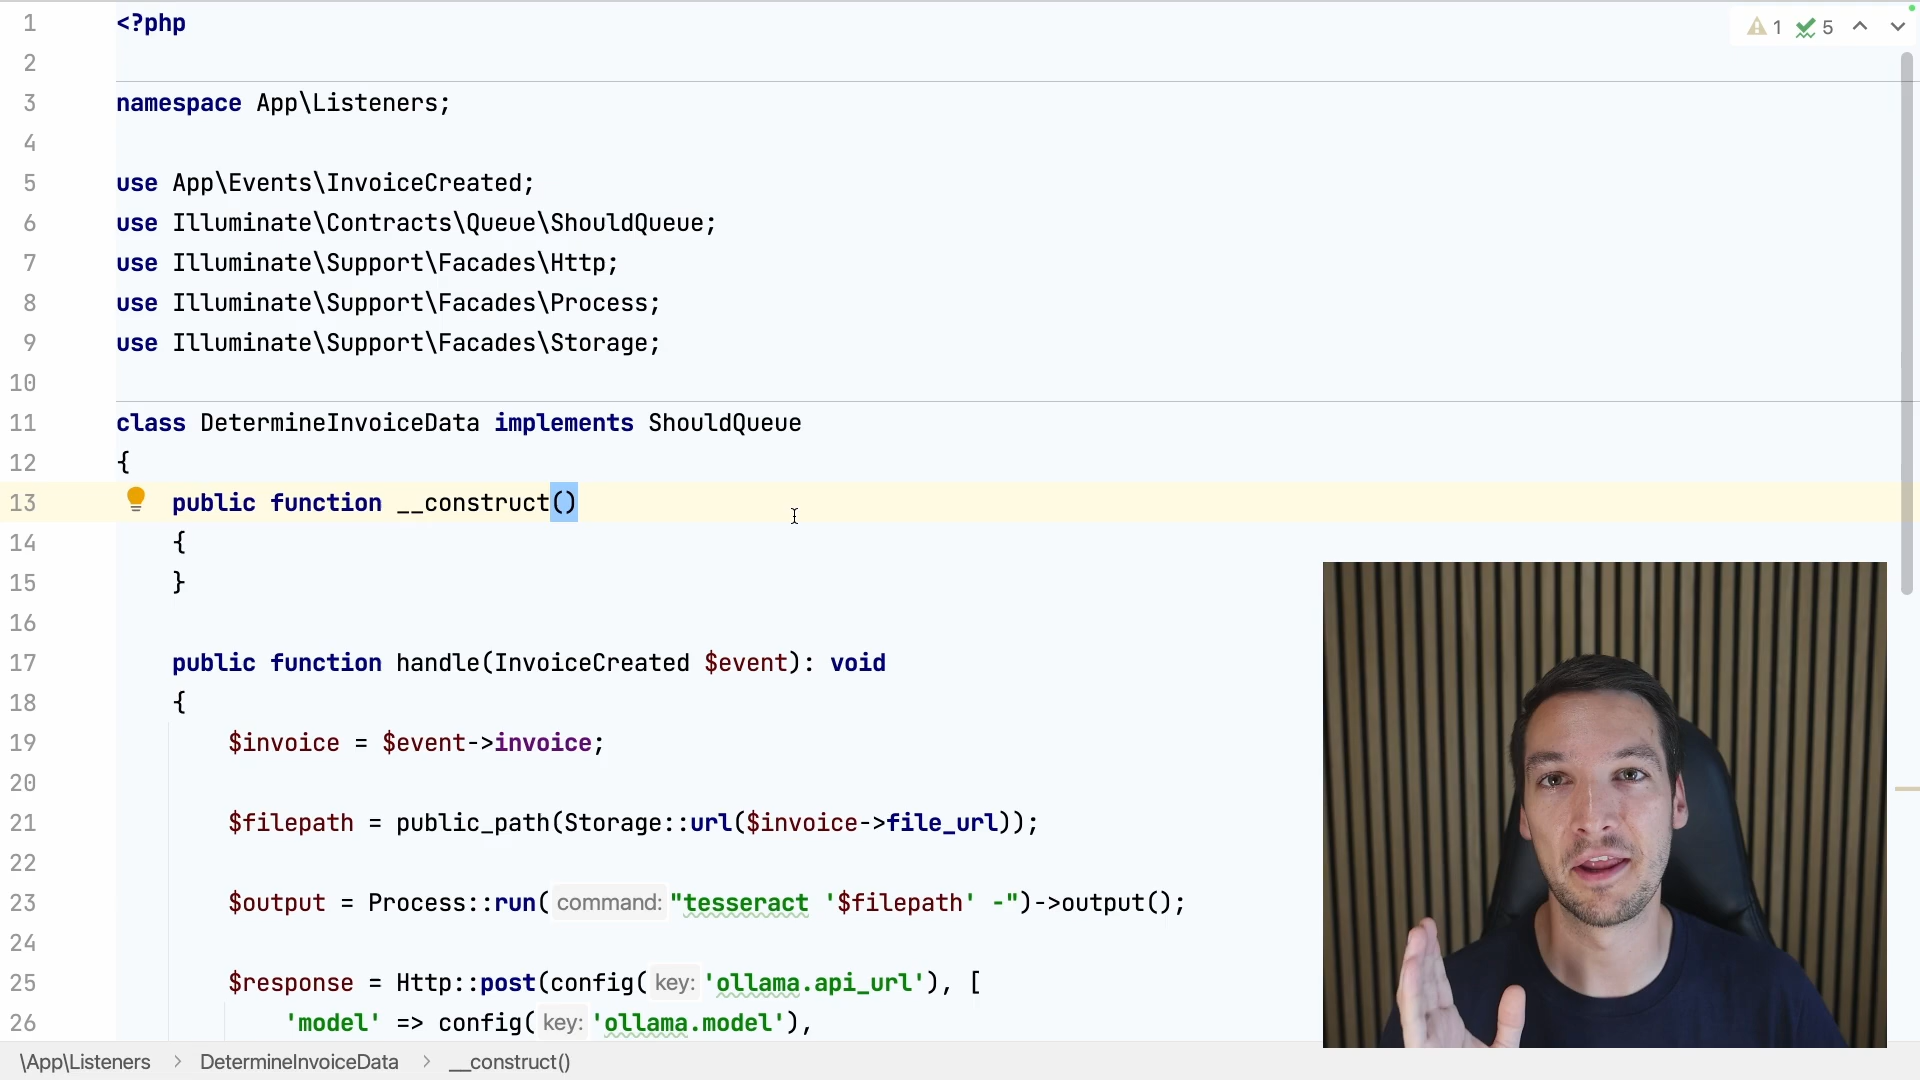 1 <?php
2
3 namespace App\Listeners;
4
5 use App\Events\InvoiceCreated;
6 use Illuminate\Contracts\Queue\ShouldQueue;
7 use Illuminate\Support\Facades\Http;
8 use Illuminate\Support\Facades\Process;
9 use Illuminate\Support\Facades\Storage;
10
11 class DetermineInvoiceData implements ShouldQueue
12 {
13 public function __construct()
14 {
15 }
16
17 public function handle(InvoiceCreated $event): void
18 {
19 $invoice = $event->invoice;
20
21 $filepath = public_path(Storage::url($invoice->file_url));
22
23 $output = Process::run( command: "tesseract '$filepath' -")->output();
24
25 $response = Http::post(config( key: 'ollama.api_url'), [
26 'model' => config( key: 'ollama.model'),
1 5
\App\Listeners > DetermineInvoiceData > __construct()